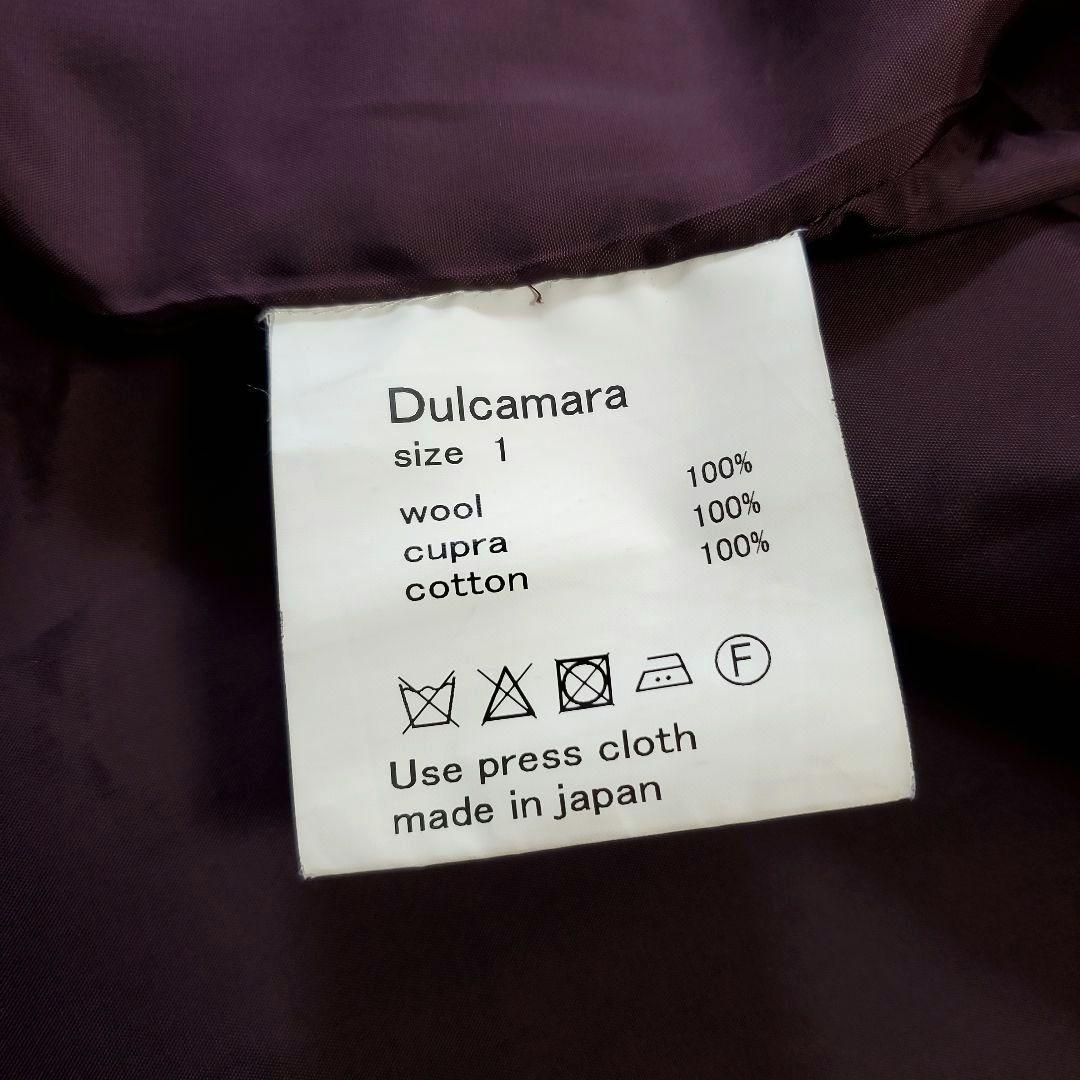 Dulcamara
size 1
wool 100%
cupra 100%
cotton 100%
F
Use press cloth
made in japan